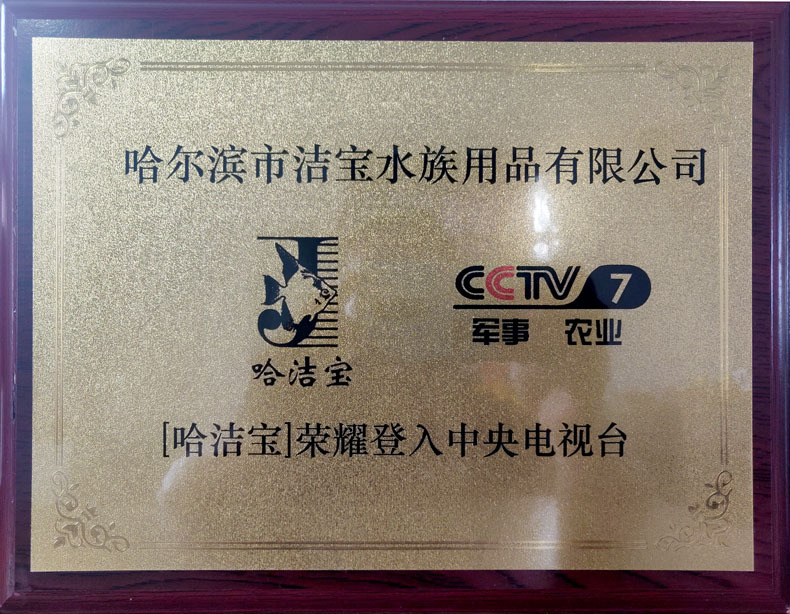 哈尔滨市洁宝水族用品有限公司
哈洁宝
CCTV 7
军事 农业
[哈洁宝]荣耀登入中央电视台